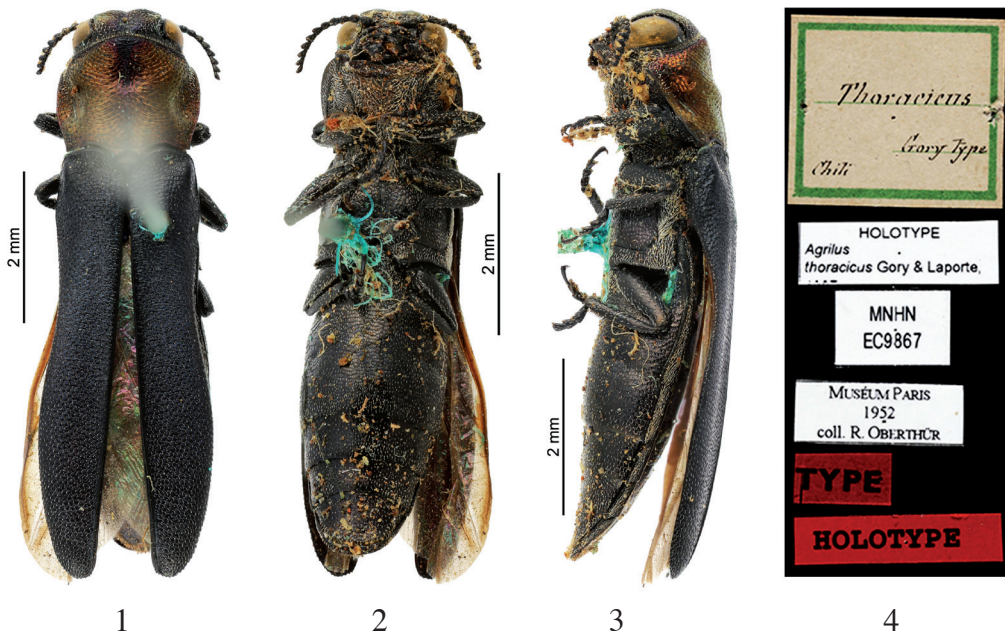 2 mm
2 mm
2 mm
Thoracicus
Gory Type
Chili
HOLOTYPE
Agrilus
thoracicus Gory & Laporte,
MNHN
EC9867
MUSÉUM PARIS
1952
coll. R. OBERTHÜR
TYPE
HOLOTYPE
1
2
3
4